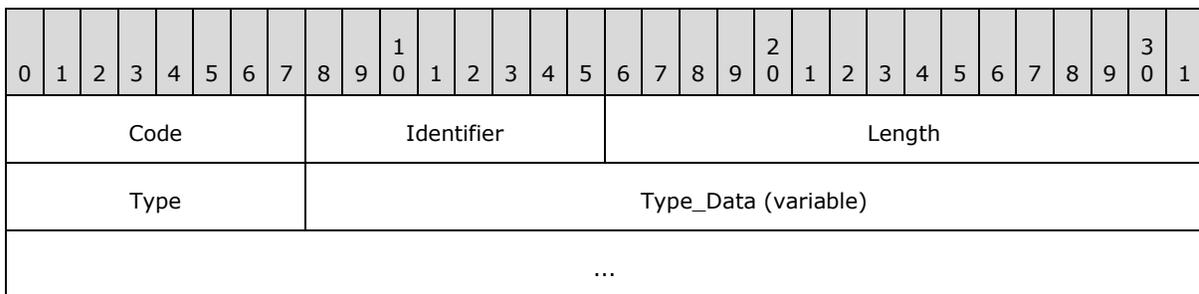 1 2 3
0 1 2 3 4 5 6 7 8 9 0 1 2 3 4 5 6 7 8 9 0 1 2 3 4 5 6 7 8 9 0 1
Code Identifier Length
Type Type_Data (variable)
...